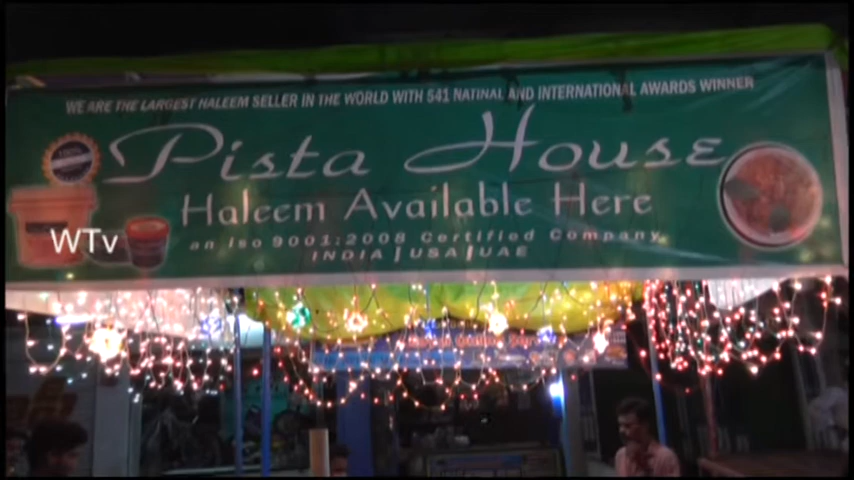 WE ARE THE LARGEST HALEEM SELLER IN THE WORLD WITH 541 NATINAL AND INTERNATIONAL AWARDS WINNER
Pista House
Haleem Available Here
an iso 9001:2008 Certified Company
INDIA | USA | UAE
WTv